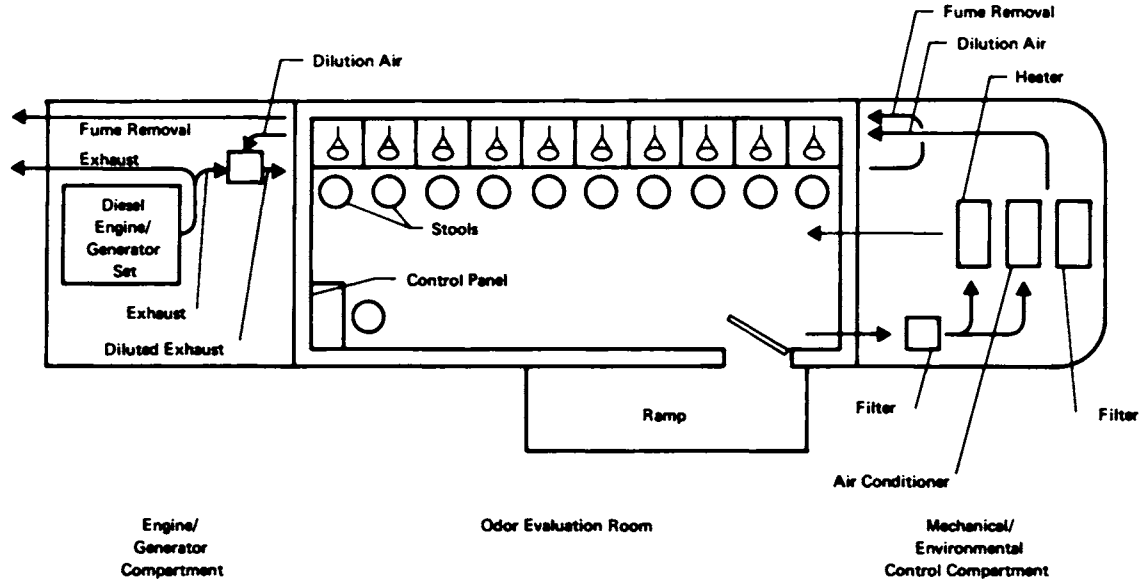 Fume Removal
Dilution Air
Heater
Dilution Air
Fume Removal
Exhaust
Diesel
Engine/
Generator
Set
Stools
Control Panel
Exhaust
Diluted Exhaust
Ramp
Filter
Filter
Air Conditioner
Engine/
Generator
Compartment
Odor Evaluation Room
Mechanical/
Environmental
Control Compartment